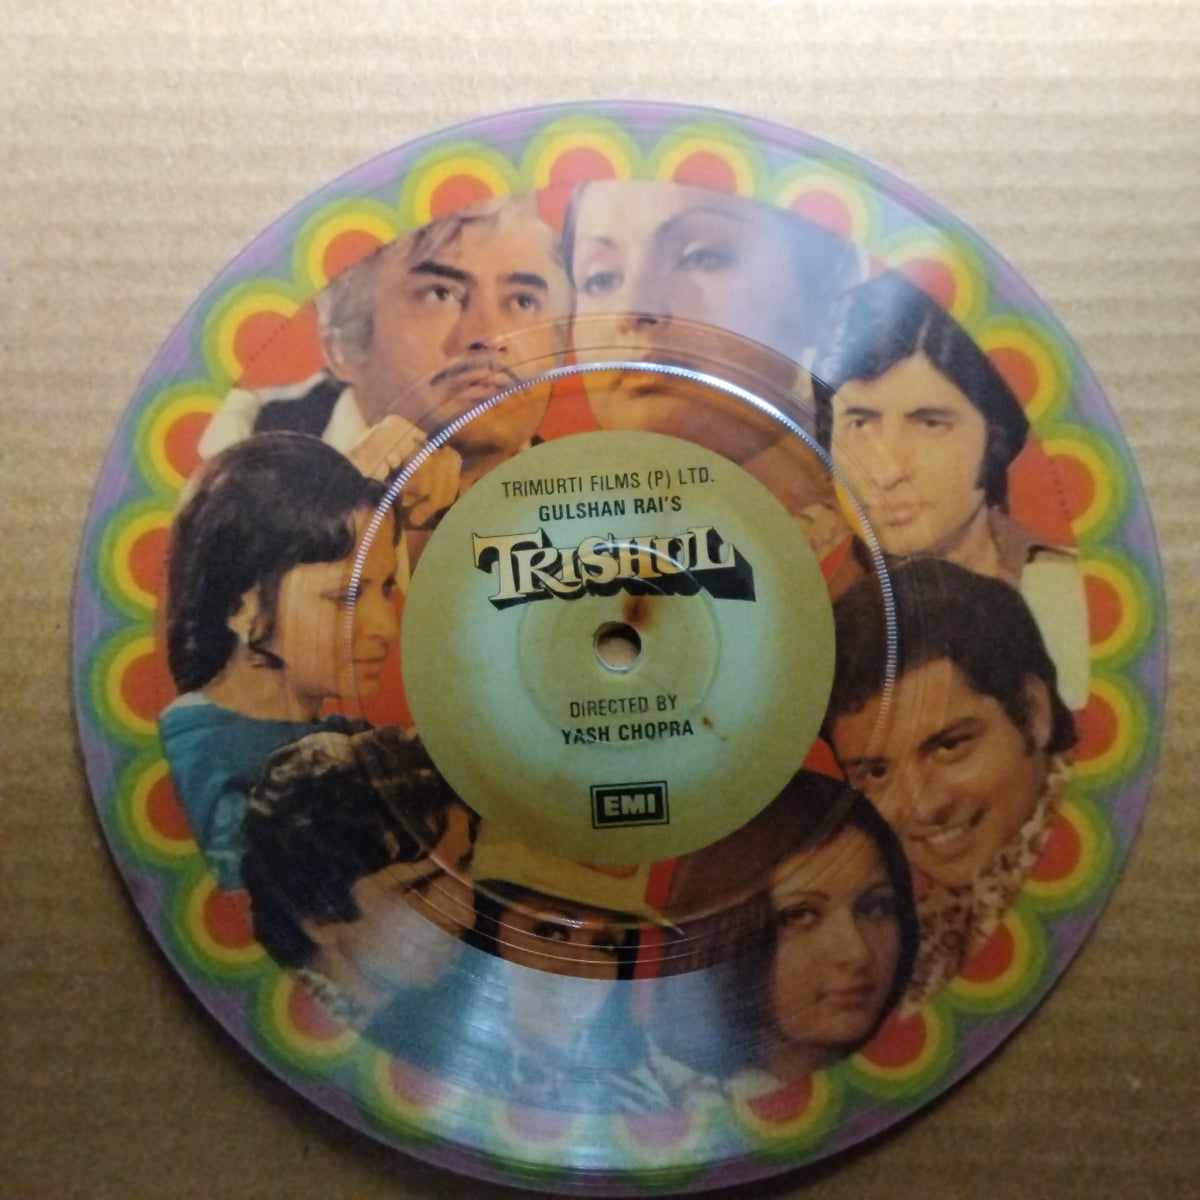 TRIMURTI FILMS (P) LTD.
GULSHAN RAI'S
TRISHUL
DIRECTED BY
YASH CHOPRA
EMI